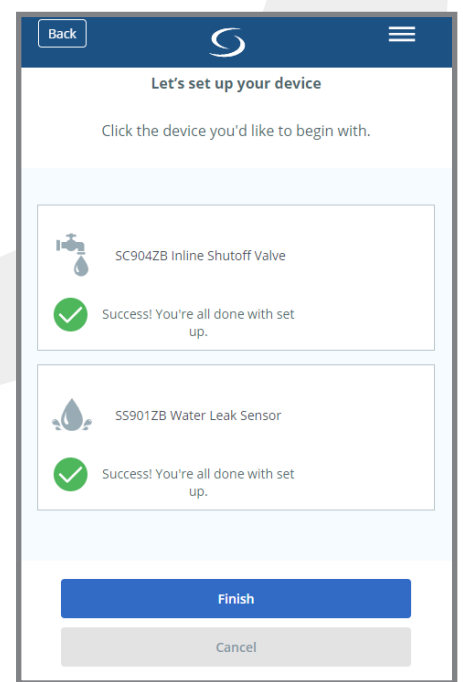 Back
Let's set up your device
Click the device you'd like to begin with.
SC904ZB Inline Shutoff Valve
Success! You're all done with set
up.
SS901ZB Water Leak Sensor
Success! You're all done with set
up.
Finish
Cancel